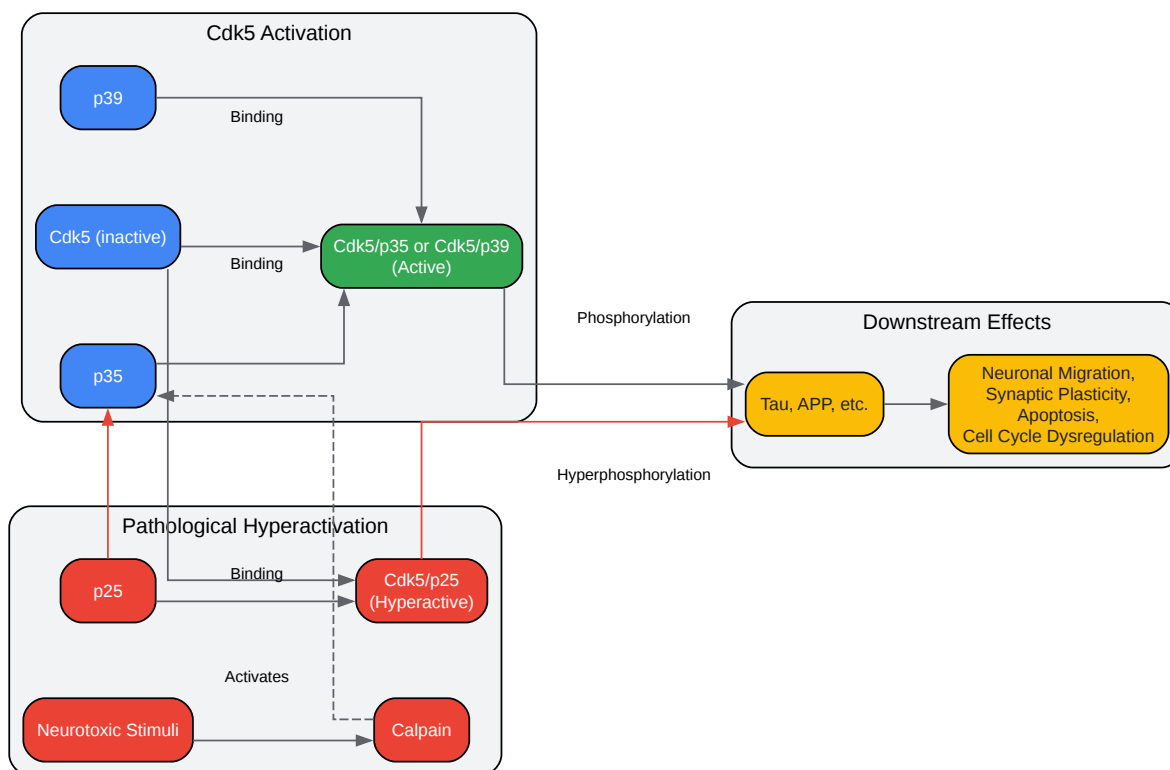 Cdk5 Activation
p39
Binding
Cdk5 (inactive)
Binding
Cdk5/p35 or Cdk5/p39
(Active)
p35
Phosphorylation
Downstream Effects
Tau, APP, etc.
Neuronal Migration,
Synaptic Plasticity,
Apoptosis,
Cell Cycle Dysregulation
Hyperphosphorylation
Pathological Hyperactivation
p25
Binding
Cdk5/p25
(Hyperactive)
Activates
Neurotoxic Stimuli
Calpain